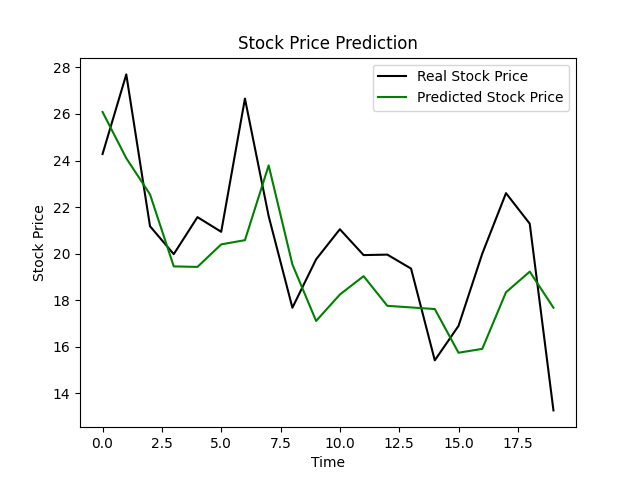 Stock Price Prediction
Real Stock Price
Predicted Stock Price
Stock Price
28
26
24
22
20
18
16
14
0.0 2.5 5.0 7.5 10.0 12.5 15.0 17.5
Time